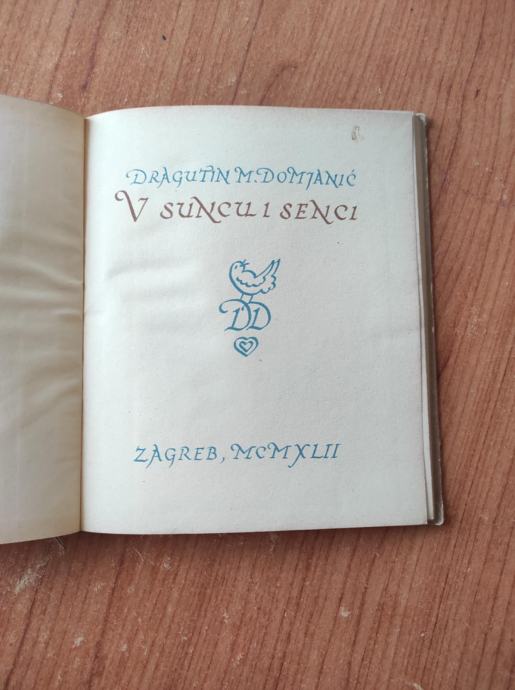 DRAGUTIN M. DOMJANIĆ
V SUNCU I SENCI
DD
ZAGREB, MCMXLII